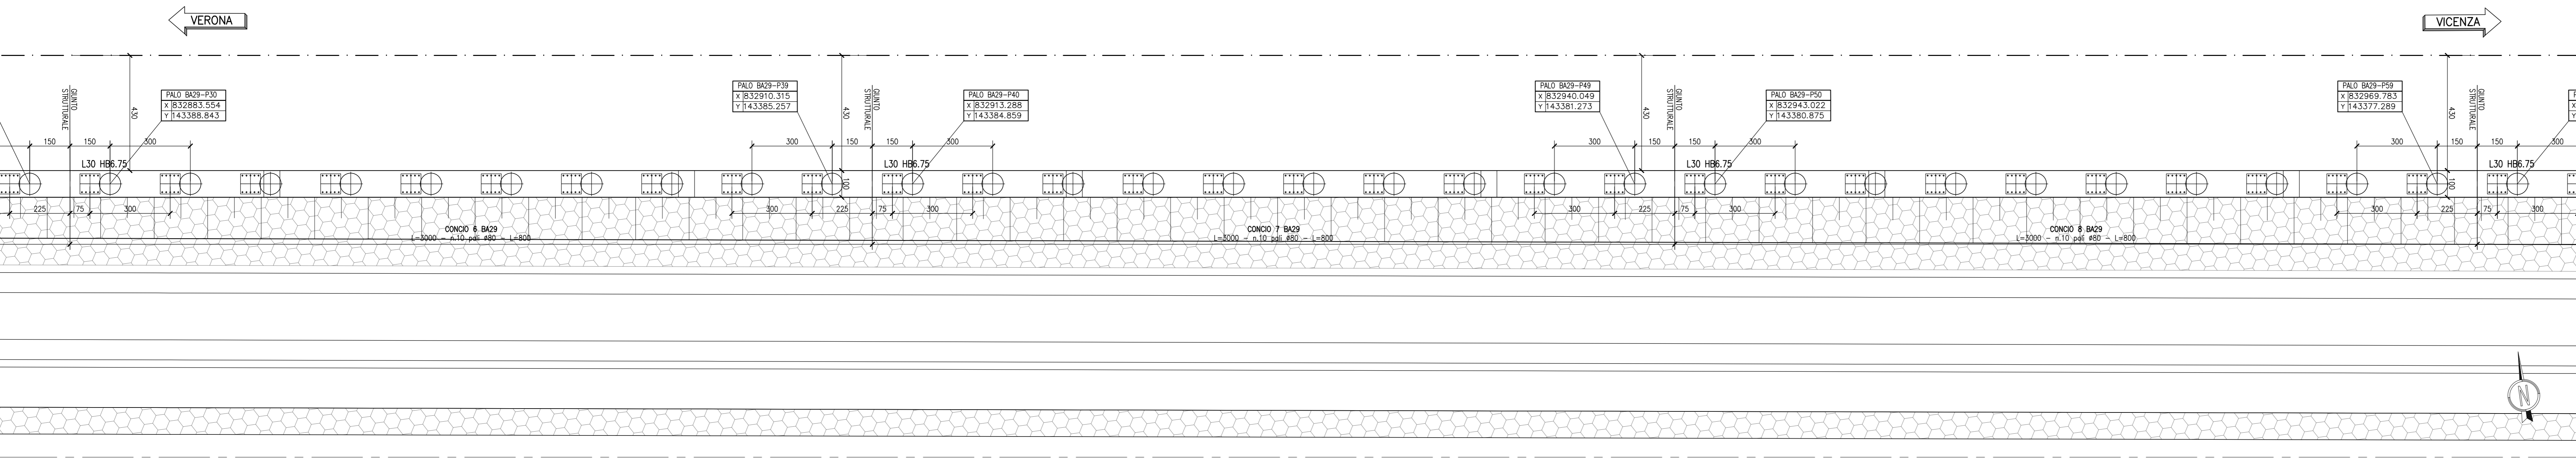 VERONA
VICENZA
PALO BA29-P30
X 832883.554
Y 143388.843
PALO BA29-P39
X 832910.315
Y 143385.257
PALO BA29-P40
X 832913.288
Y 143384.859
PALO BA29-P49
X 832940.049
Y 143381.273
PALO BA29-P50
X 832943.022
Y 143380.875
PALO BA29-P59
X 832969.783
Y 143377.289
P
X
Y
GIUNTO
STRUTTURALE
430
GIUNTO
STRUTTURALE
430
GIUNTO
STRUTTURALE
430
GIUNTO
STRUTTURALE
430
150
150
300
300
150
150
300
300
150
150
300
300
150
150
300
L30 HB6.75
L30 HB6.75
L30 HB6.75
L30 HB6.75
100
100
225
75
300
300
225
75
300
300
225
75
300
300
225
75
300
CONCIO 6 BA29
L=3000 - n.10 pali ø80 - L=800
CONCIO 7 BA29
L=3000 - n.10 pali ø80 - L=800
CONCIO 8 BA29
L=3000 - n.10 pali ø80 - L=800
N